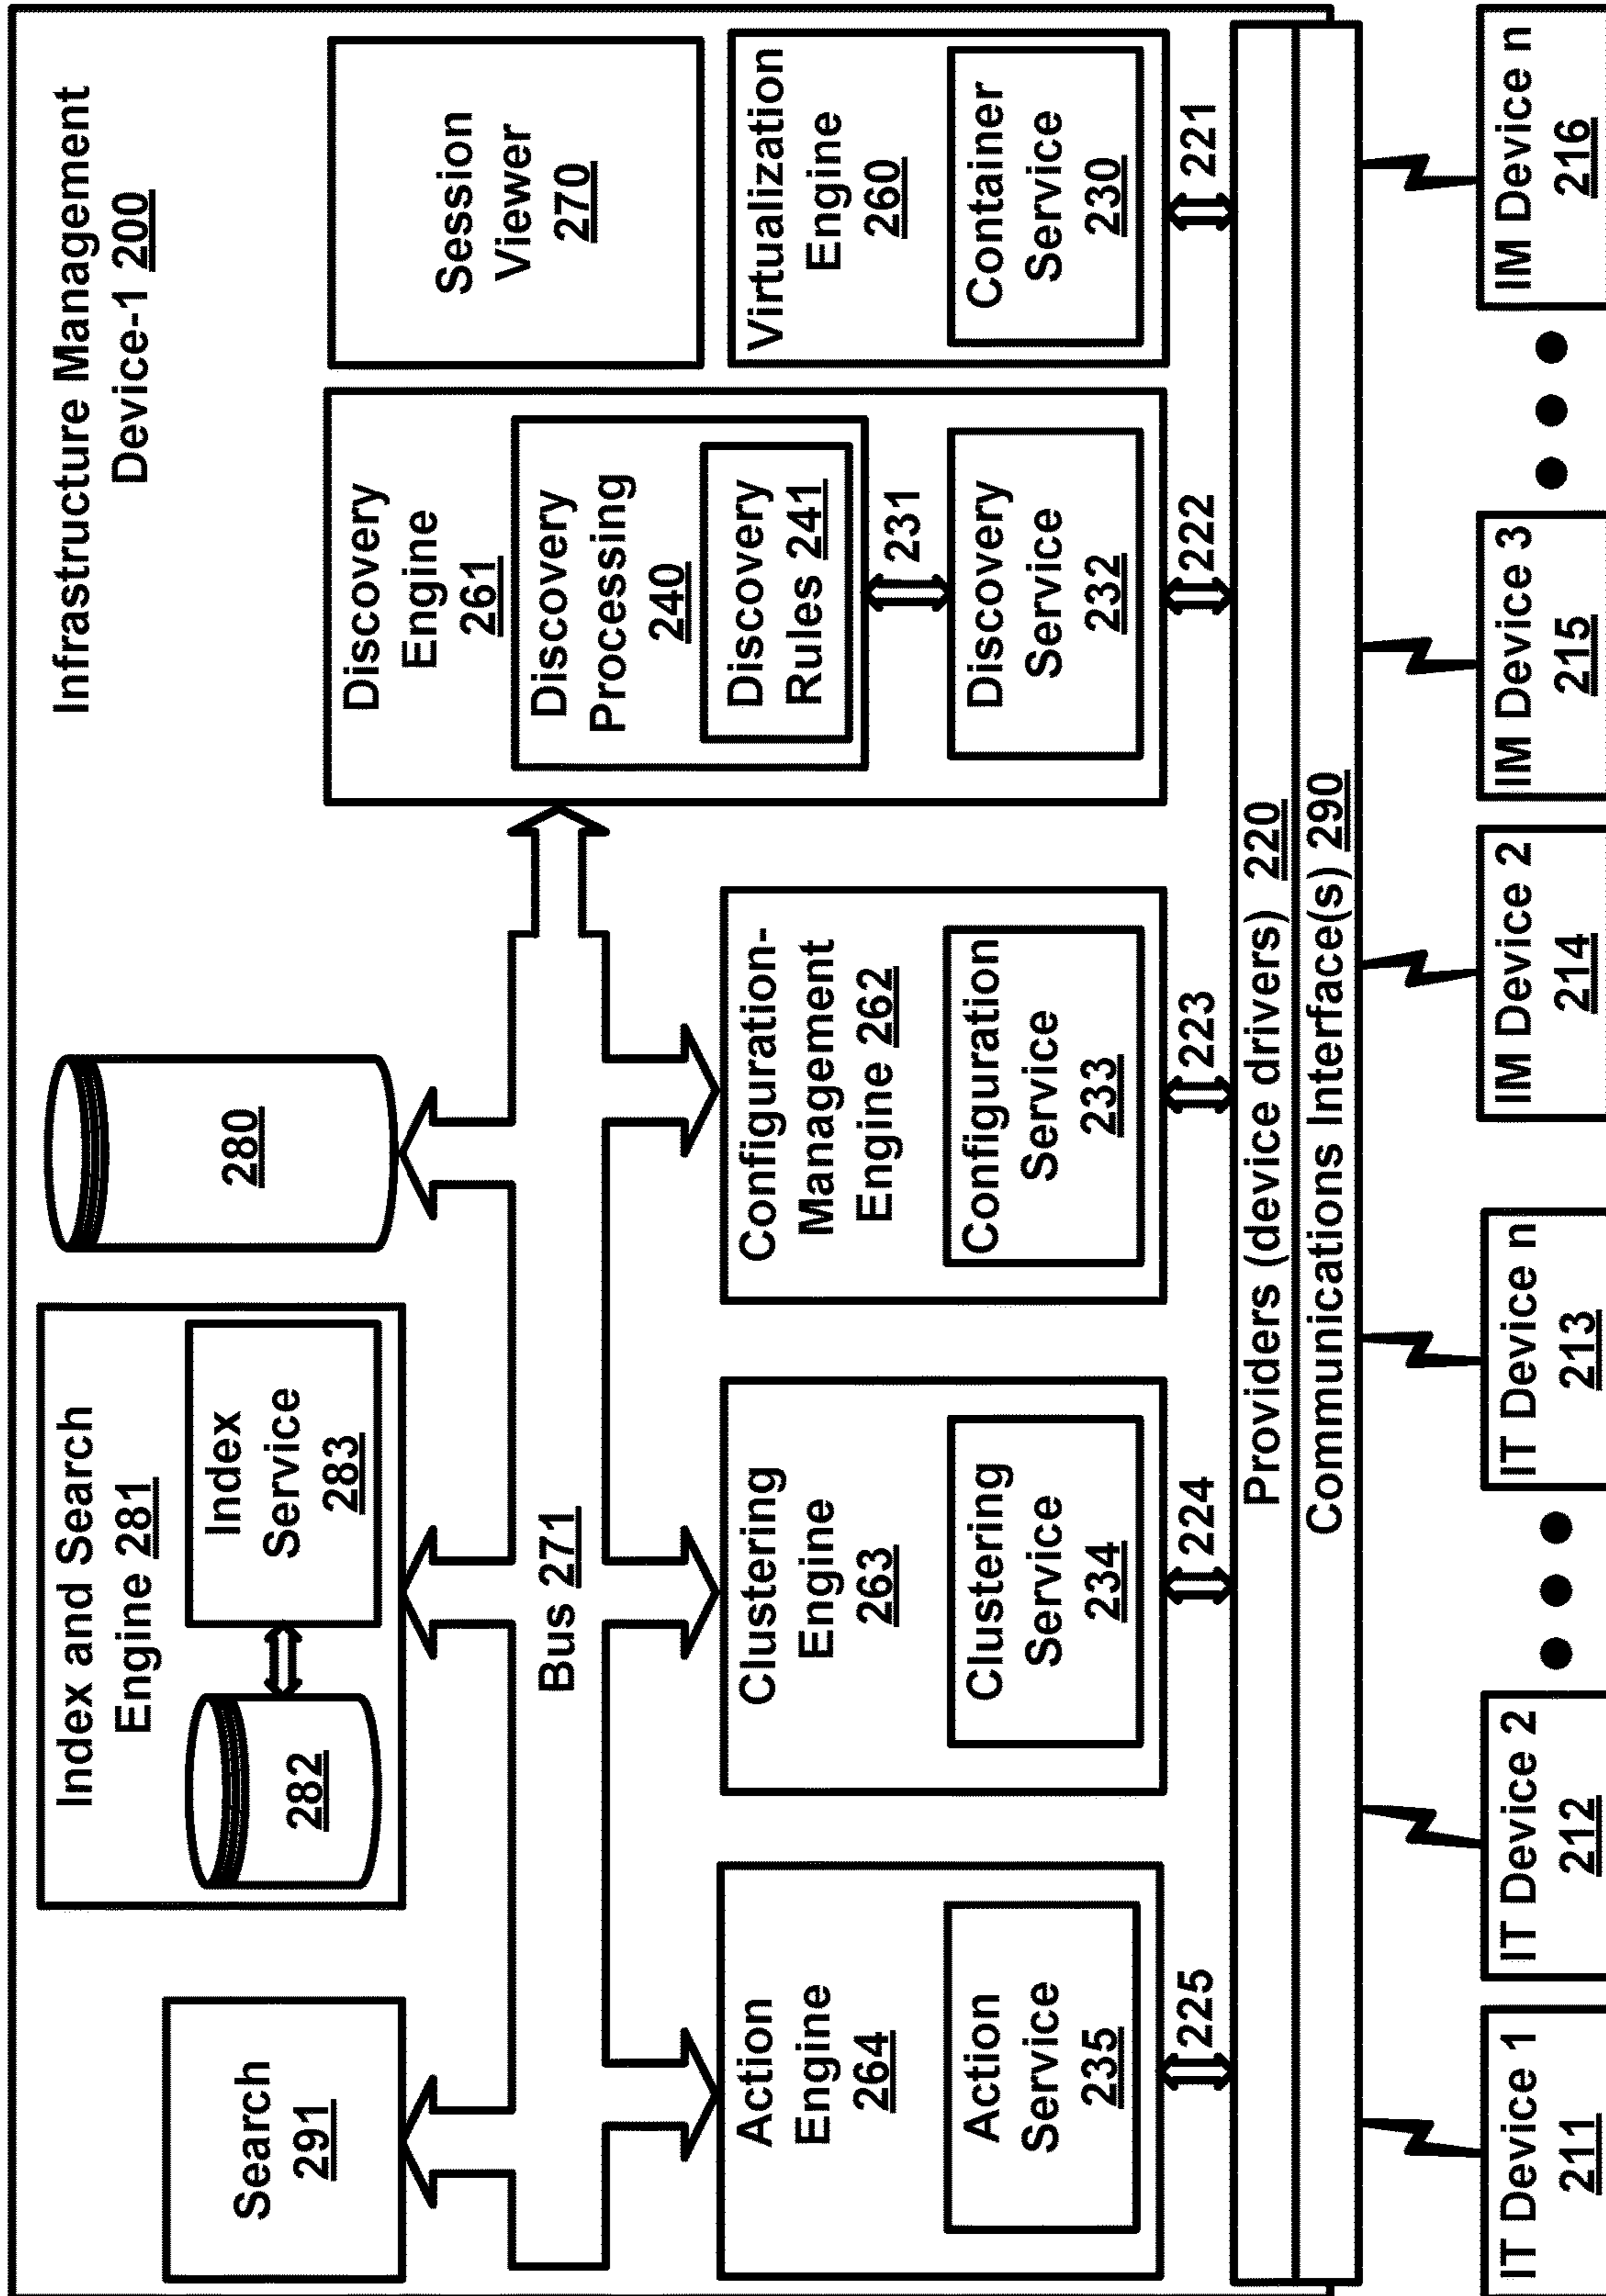 Infrastructure Management
Device-1 200
Search
291
Index and Search
Engine 281
282
Index
Service
283
280
Bus 271
Session
Viewer
270
Discovery
Engine
261
Discovery
Processing
240
Discovery
Rules 241
231
Discovery
Service
232
Virtualization
Engine
260
Container
Service
230
Action
Engine
264
Action
Service
235
Clustering
Engine
263
Clustering
Service
234
Configuration-
Management
Engine 262
Configuration
Service
233
225
224
223
222
221
Providers (device drivers) 220
Communications Interface(s) 290
IT Device 1
211
IT Device 2
212
IT Device n
213
IM Device 2
214
IM Device 3
215
IM Device n
216